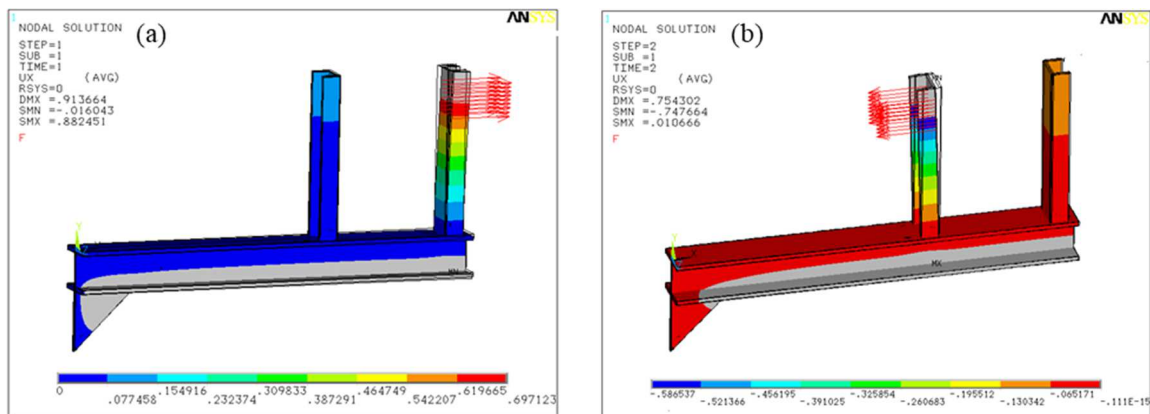 (a)
ANSYS
NODAL SOLUTION
STEP=1
SUB =1
TIME=1
UX (AVG)
RSYS=0
DMX =.913664
SMN =-.016043
SMX =.882451
F
Y
MN
0 .154916 .309833 .464749 .619665
.077458 .232374 .387291 .542207 .697123
(b)
1
ANSYS
NODAL SOLUTION
STEP=2
SUB =1
TIME=2
UX (AVG)
RSYS=0
DMX =.754302
SMN =-.747664
SMX =.010666
F
MX
-.586537 -.456195 -.325854 -.195512 -.065171
-.521366 -.391025 -.260683 -.130342 -.111E-15